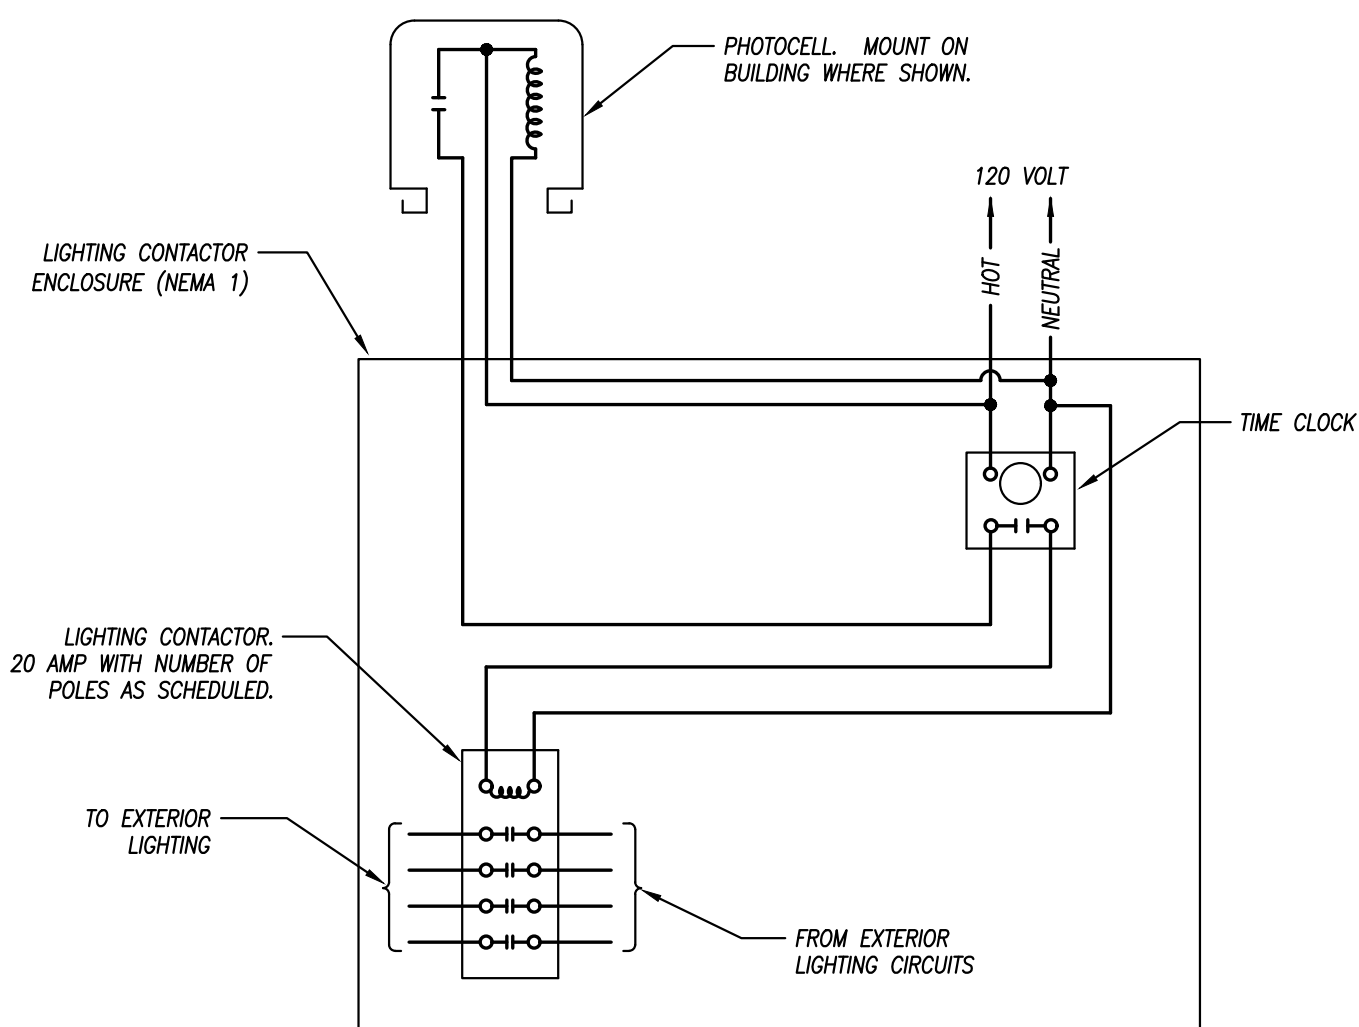 PHOTOCELL. MOUNT ON
BUILDING WHERE SHOWN.
120 VOLT
HOT
NEUTRAL
LIGHTING CONTACTOR
ENCLOSURE (NEMA 1)
TIME CLOCK
LIGHTING CONTACTOR.
20 AMP WITH NUMBER OF
POLES AS SCHEDULED.
TO EXTERIOR
LIGHTING
FROM EXTERIOR
LIGHTING CIRCUITS